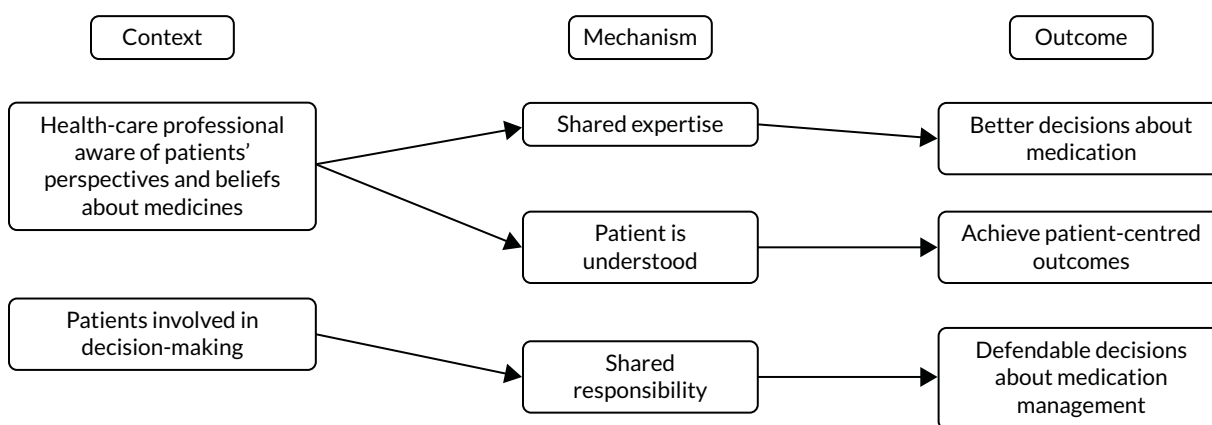 Context
Mechanism
Outcome
Health-care professional
aware of patients’
perspectives and beliefs
about medicines
Shared expertise
Better decisions about
medication
Patient is
understood
Achieve patient-centred
outcomes
Patients involved in
decision-making
Shared
responsibility
Defendable decisions
about medication
management